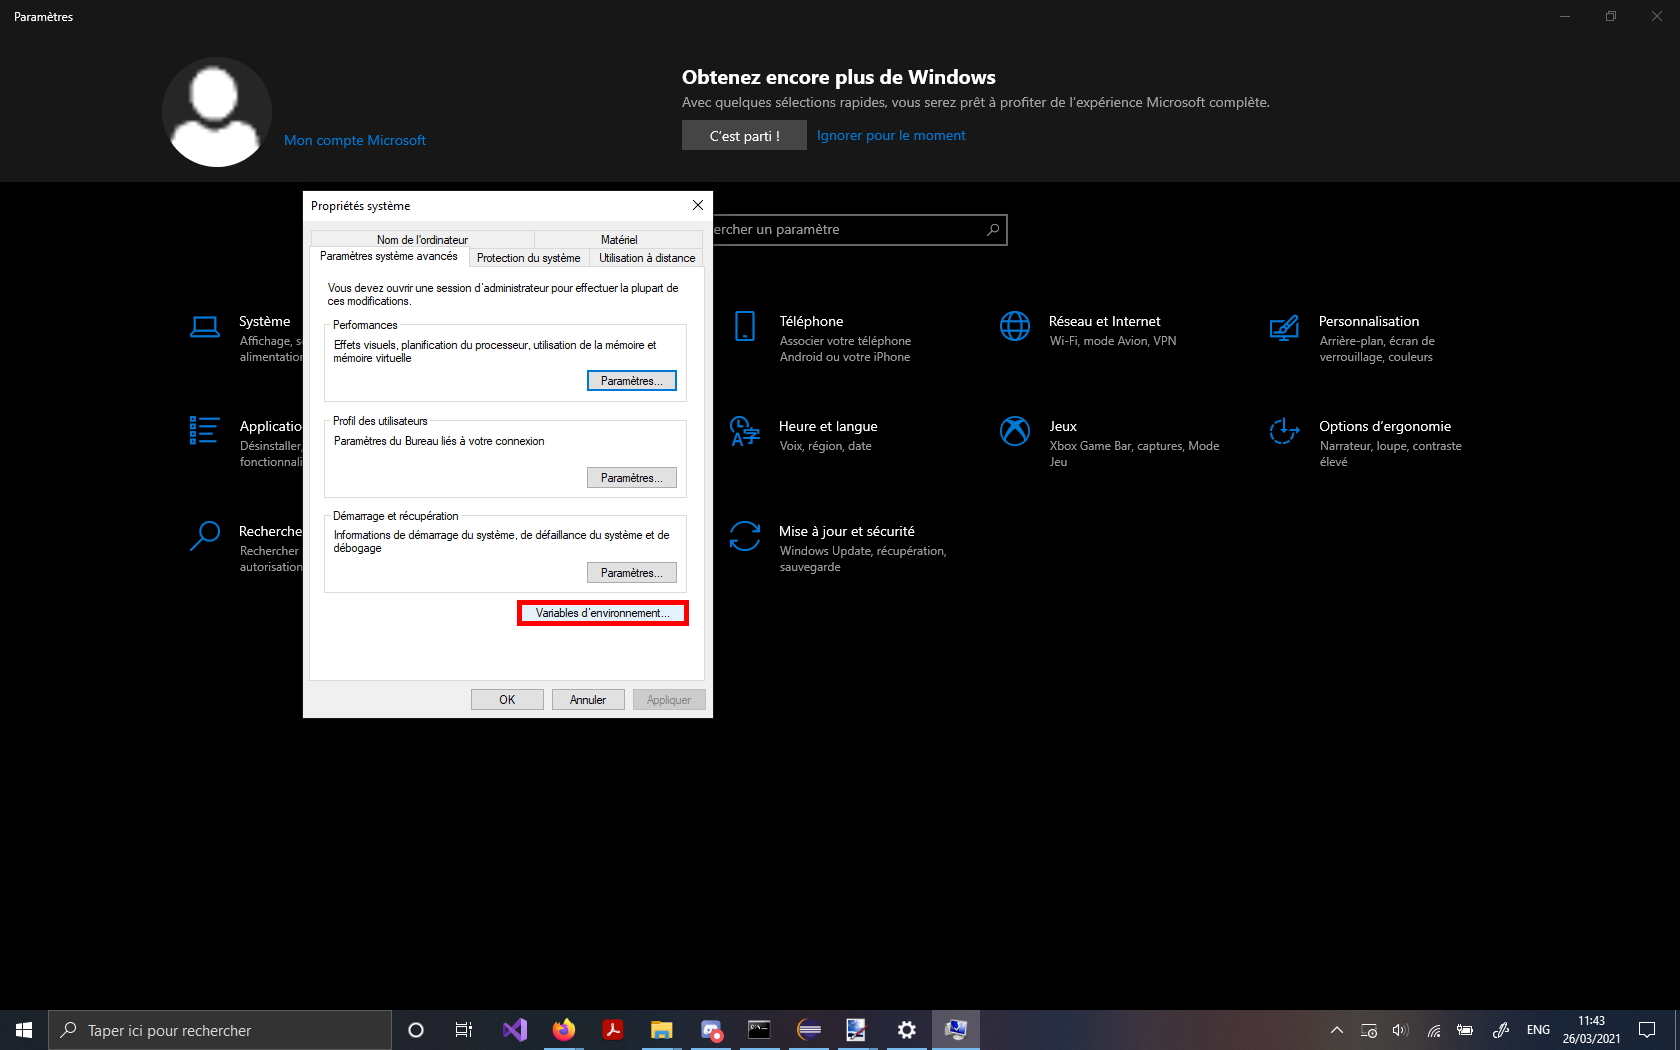 Paramètres
Obtenez encore plus de Windows
Avec quelques sélections rapides, vous serez prêt à profiter de l'expérience Microsoft complète.
Mon compte Microsoft
C'est parti !
Ignorer pour le moment
Propriétés système
Nom de l'ordinateur
Matériel
Paramètres système avancés
Protection du système
Utilisation à distance
Vous devez ouvrir une session d'administrateur pour effectuer la plupart de
ces modifications.
Performances
Effets visuels, planification du processeur, utilisation de la mémoire et
mémoire virtuelle
Paramètres...
Profil des utilisateurs
Paramètres du Bureau liés à votre connexion
Paramètres...
Démarrage et récupération
Informations de démarrage du système, de défaillance du système et de
débogage
Paramètres...
Variables d'environnement...
OK
Annuler
Appliquer
ercher un paramètre
Système
Affichage, s
alimentation
Téléphone
Associer votre téléphone
Android ou votre iPhone
Réseau et Internet
Wi-Fi, mode Avion, VPN
Personnalisation
Arrière-plan, écran de
verrouillage, couleurs
Applicatio
Désinstaller,
fonctionnali
Heure et langue
Voix, région, date
Jeux
Xbox Game Bar, captures, Mode
Jeu
Options d'ergonomie
Narrateur, loupe, contraste
élevé
Recherche
Rechercher
autorisation
Mise à jour et sécurité
Windows Update, récupération,
sauvegarde
Taper ici pour rechercher
ENG
11:43
26/03/2021